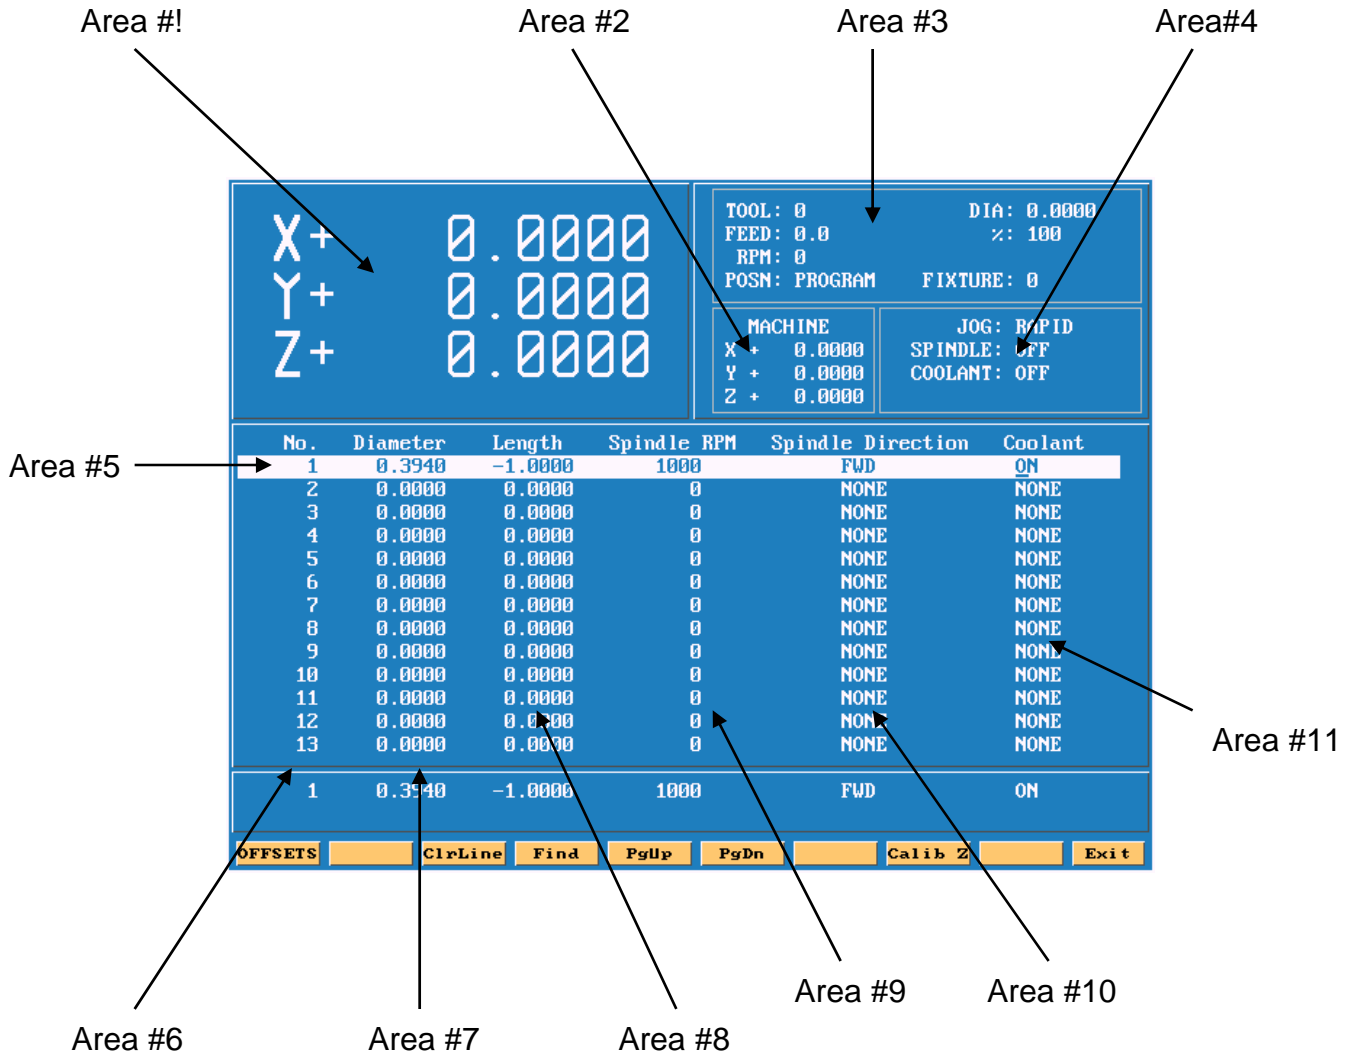 Area #! Area #2 Area #3 Area#4
X+ 0.0000
Y+ 0.0000
Z+ 0.0000
TOOL: 0 DIA: 0.0000
FEED: 0.0 %: 100
RPM: 0
POSN: PROGRAM FIXTURE: 0
MACHINE
X + 0.0000
Y + 0.0000
Z + 0.0000
JOG: RAPID
SPINDLE: OFF
COOLANT: OFF
Area #5
No. Diameter Length Spindle RPM Spindle Direction Coolant
1 0.3940 -1.0000 1000 FWD ON
2 0.0000 0.0000 0 NONE NONE
3 0.0000 0.0000 0 NONE NONE
4 0.0000 0.0000 0 NONE NONE
5 0.0000 0.0000 0 NONE NONE
6 0.0000 0.0000 0 NONE NONE
7 0.0000 0.0000 0 NONE NONE
8 0.0000 0.0000 0 NONE NONE
9 0.0000 0.0000 0 NONE NONE
10 0.0000 0.0000 0 NONE NONE
11 0.0000 0.0000 0 NONE NONE
12 0.0000 0.0000 0 NONE NONE
13 0.0000 0.0000 0 NONE NONE
Area #11
1 0.3940 -1.0000 1000 FWD ON
OFFSETS ClrLine Find PgUp PgDn Calib Z Exit
Area #9 Area #10
Area #6 Area #7 Area #8